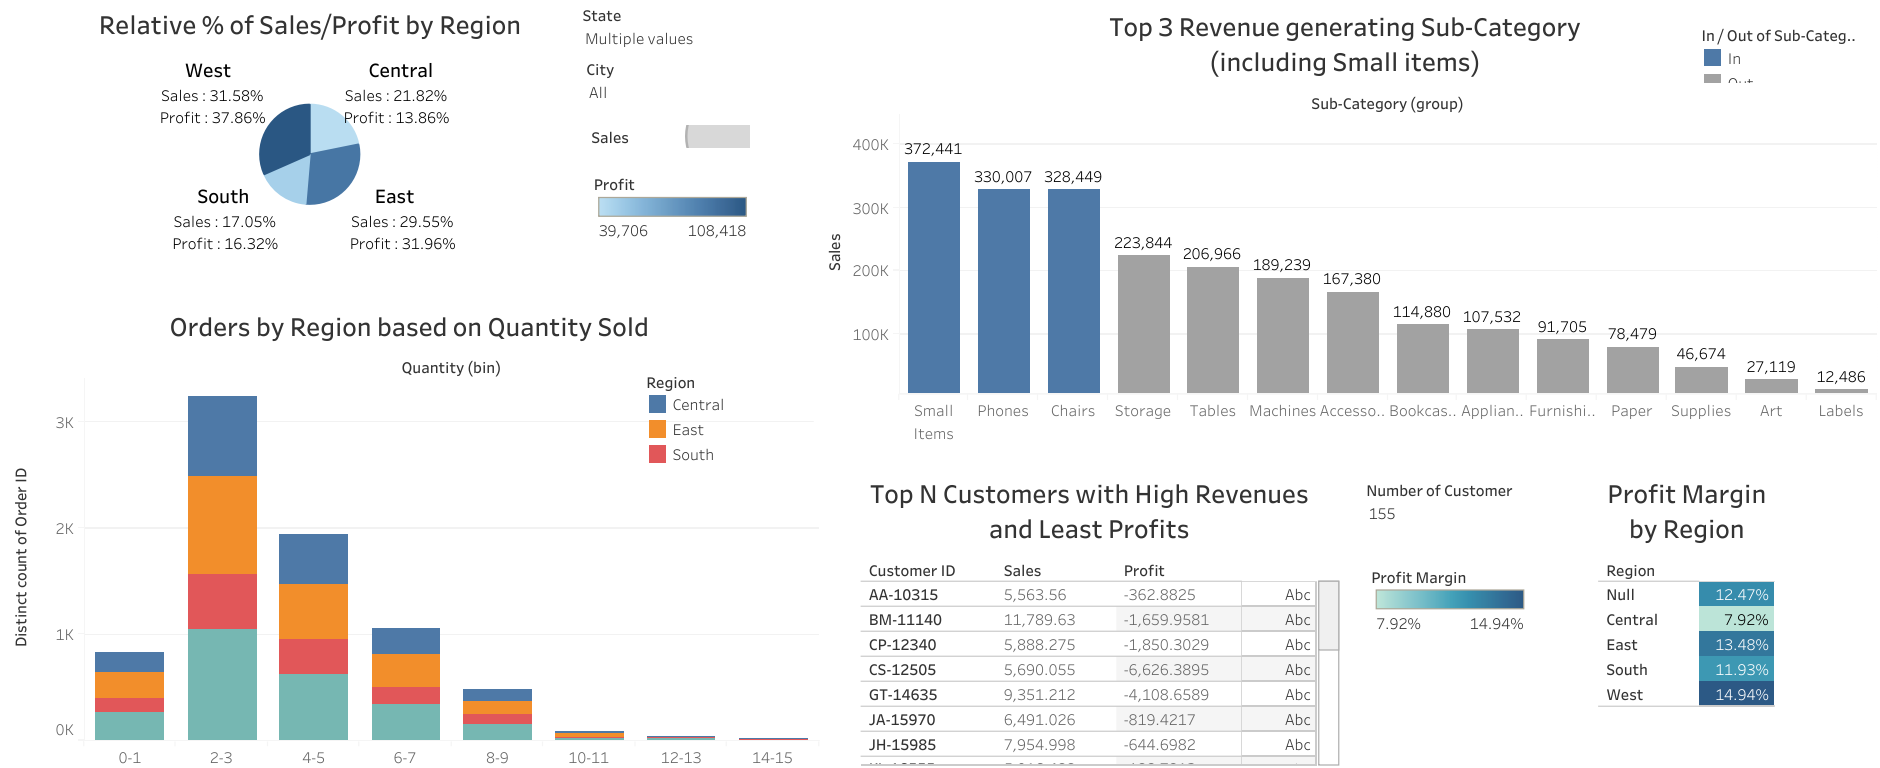 Relative % of Sales/Profit by Region
West
Sales : 31.58%
Profit : 37.86%
Central
Sales : 21.82%
Profit : 13.86%
South
Sales : 17.05%
Profit : 16.32%
East
Sales : 29.55%
Profit : 31.96%
State
Multiple values
City
All
Sales
Profit
39,706 108,418
Top 3 Revenue generating Sub-Category
(including Small items)
In / Out of Sub-Categ..
In
Out
Sub-Category (group)
Sales
400K
300K
200K
100K
372,441
330,007
328,449
223,844
206,966
189,239
167,380
114,880
107,532
91,705
78,479
46,674
27,119
12,486
Small
Items
Phones
Chairs
Storage
Tables
Machines
Accesso..
Bookcas..
Applian..
Furnishi..
Paper
Supplies
Art
Labels
Orders by Region based on Quantity Sold
Quantity (bin)
Region
Central
East
South
Distinct count of Order ID
3K
2K
1K
0K
0-1 2-3 4-5 6-7 8-9 10-11 12-13 14-15
Top N Customers with High Revenues
and Least Profits
Customer ID Sales Profit
AA-10315 5,563.56 -362.8825 Abc
BM-11140 11,789.63 -1,659.9581 Abc
CP-12340 5,888.275 -1,850.3029 Abc
CS-12505 5,690.055 -6,626.3895 Abc
GT-14635 9,351.212 -4,108.6589 Abc
JA-15970 6,491.026 -819.4217 Abc
JH-15985 7,954.998 -644.6982 Abc
Number of Customer
155
Profit Margin
7.92% 14.94%
Profit Margin
by Region
Region
Null 12.47%
Central 7.92%
East 13.48%
South 11.93%
West 14.94%